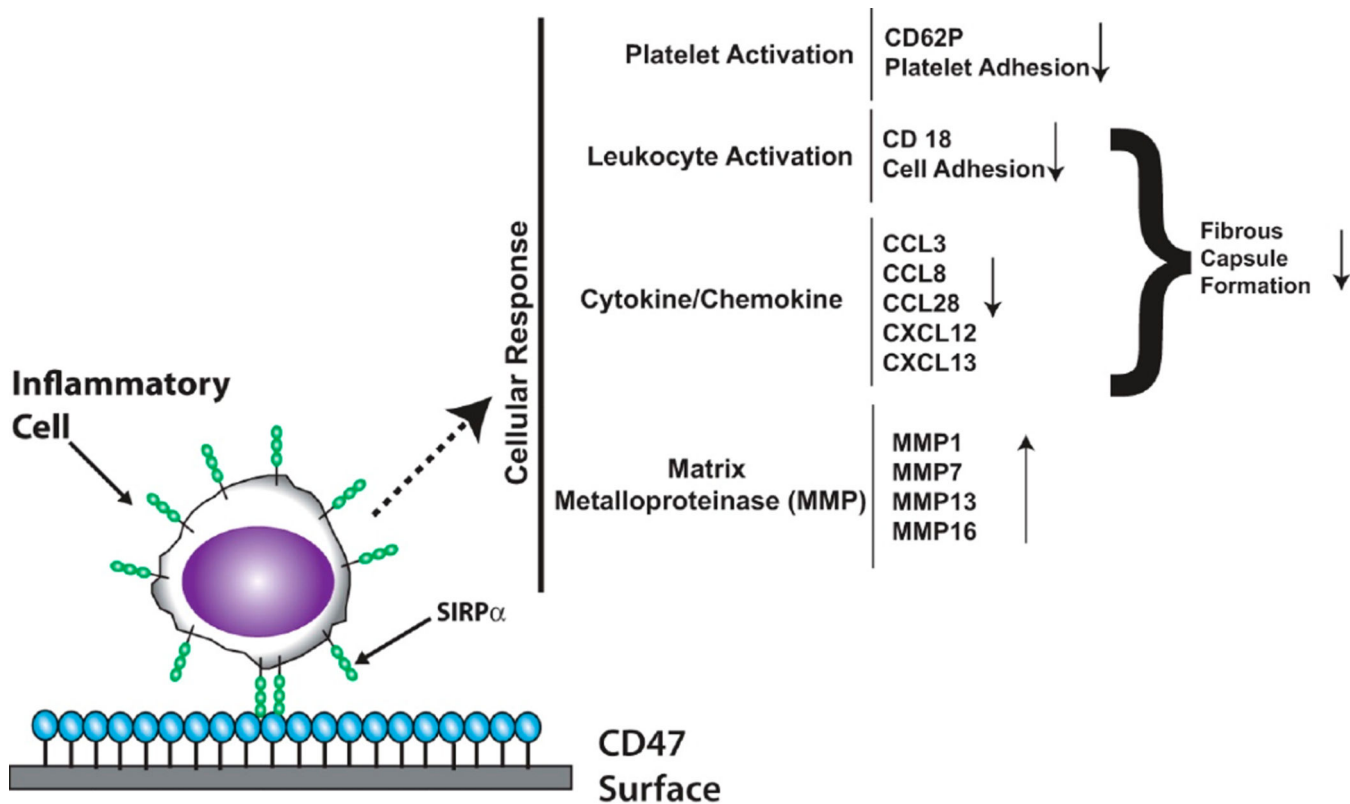 Platelet Activation
CD62P
Platelet Adhesion
Leukocyte Activation
CD 18
Cell Adhesion
Cytokine/Chemokine
CCL3
CCL8
CCL28
CXCL12
CXCL13
Fibrous
Capsule
Formation
Matrix
Metalloproteinase (MMP)
MMP1
MMP7
MMP13
MMP16
Cellular Response
Inflammatory
Cell
SIRPα
CD47
Surface